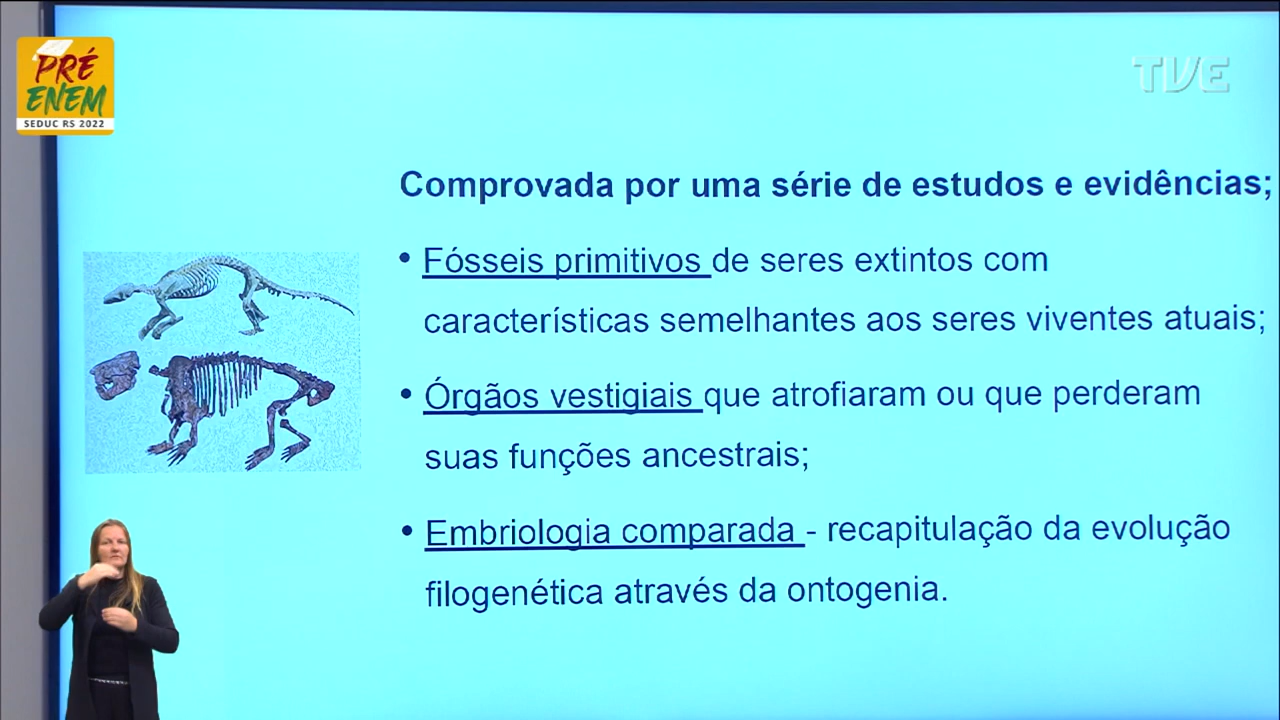 PRÉ
ENEM
SEDUC RS 2022
TVE
Comprovada por uma série de estudos e evidências;
• Fósseis primitivos de seres extintos com
características semelhantes aos seres viventes atuais;
• Órgãos vestigiais que atrofiaram ou que perderam
suas funções ancestrais;
• Embriologia comparada - recapitulação da evolução
filogenética através da ontogenia.